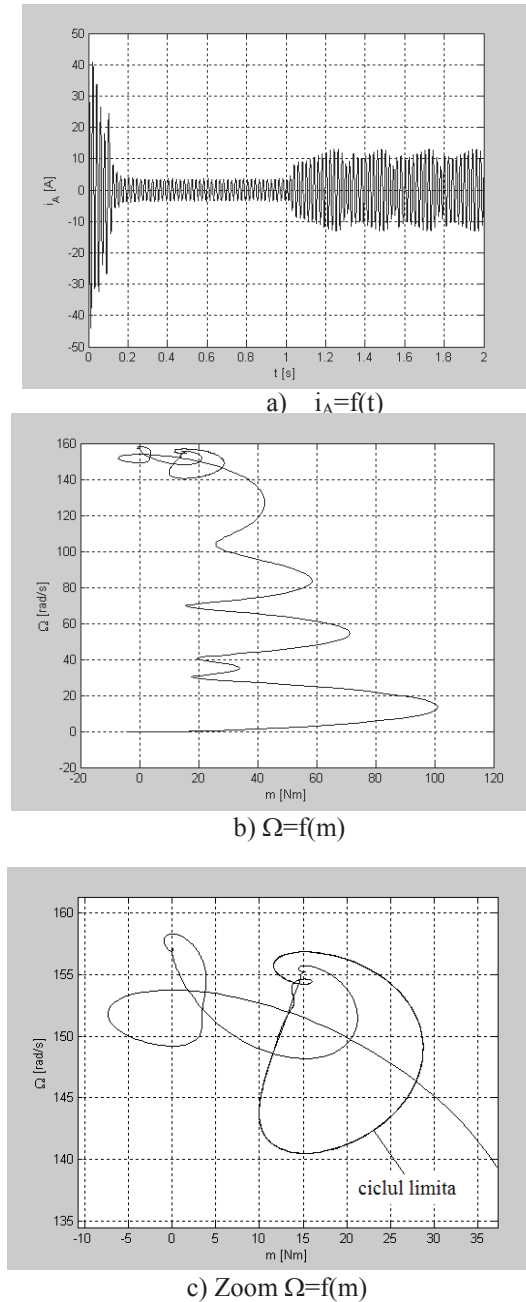 50
40
30
20
10
0
-10
-20
-30
-40
-50
i_A [A]
0 0.2 0.4 0.6 0.8 1 1.2 1.4 1.6 1.8 2
t [s]
a) i_A=f(t)
160
140
120
100
80
60
40
20
0
-20
Ω [rad/s]
-20 0 20 40 60 80 100 120
m [Nm]
b) Ω=f(m)
160
155
150
145
140
135
Ω [rad/s]
ciclul limita
-10 -5 0 5 10 15 20 25 30 35
m [Nm]
c) Zoom Ω=f(m)